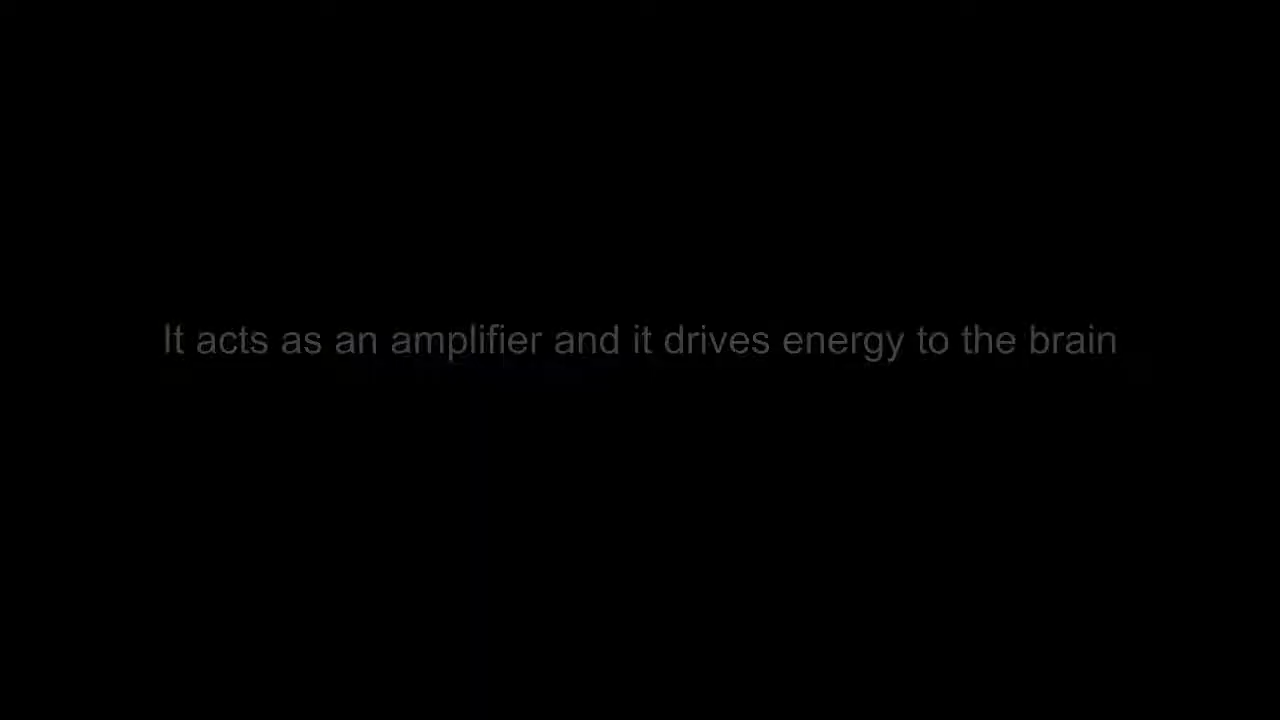 It acts as an amplifier and it drives energy to the brain